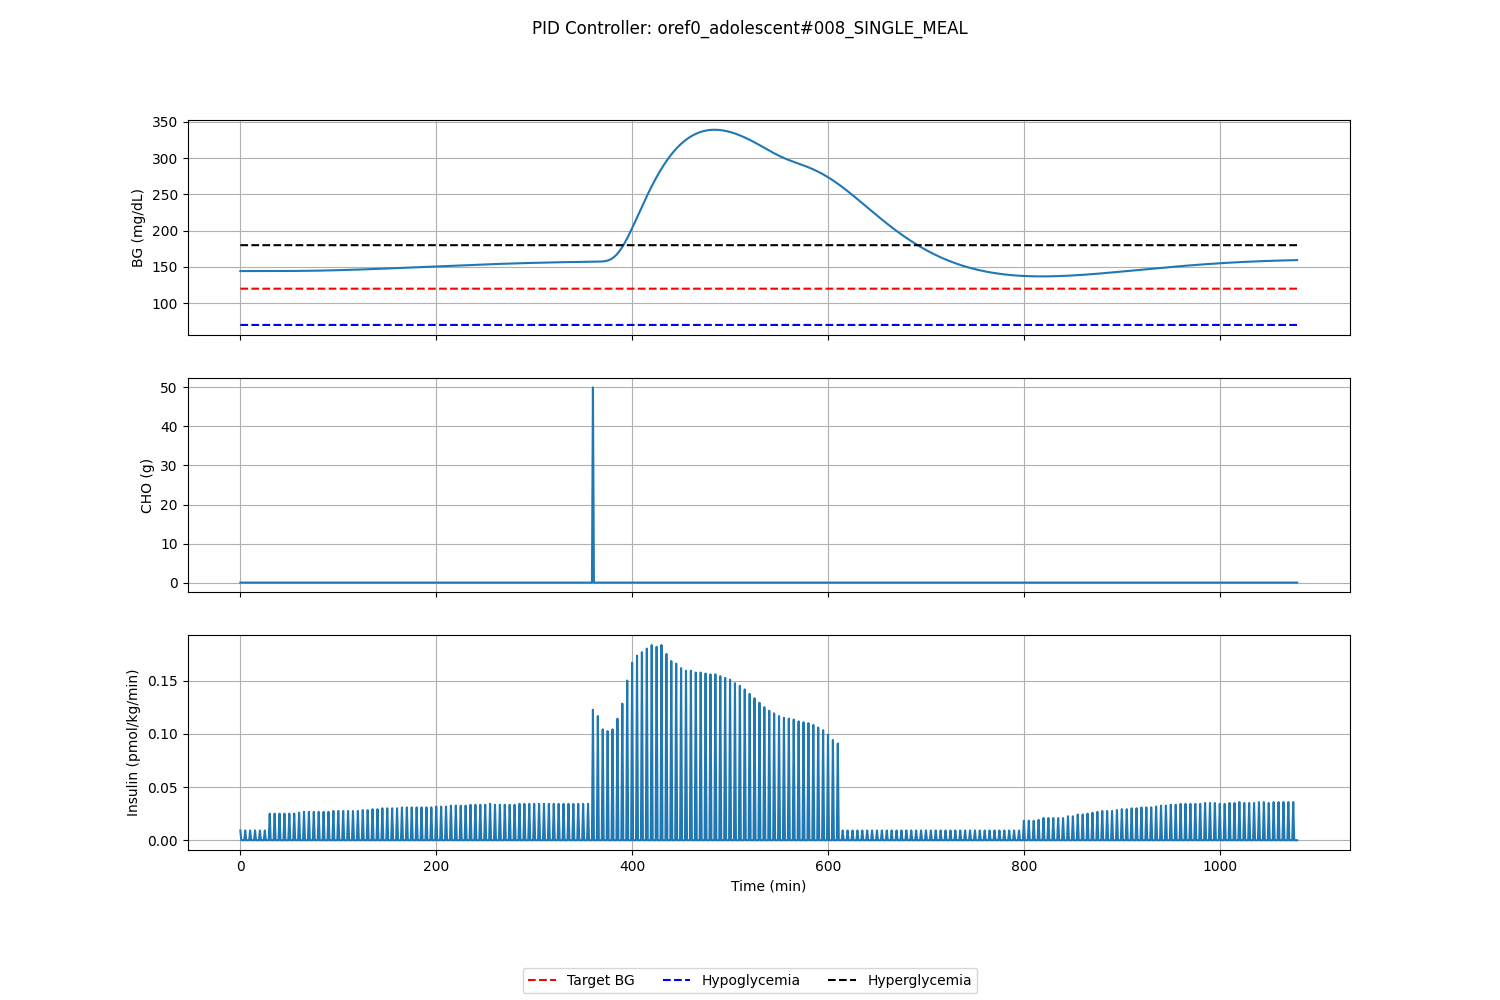 PID Controller: oref0_adolescent#008_SINGLE_MEAL
350
300
250
200
150
100
BG (mg/dL)
50
40
30
20
10
0
CHO (g)
0.15
0.10
0.05
0.00
Insulin (pmol/kg/min)
0 200 400 600 800 1000
Time (min)
Target BG Hypoglycemia Hyperglycemia